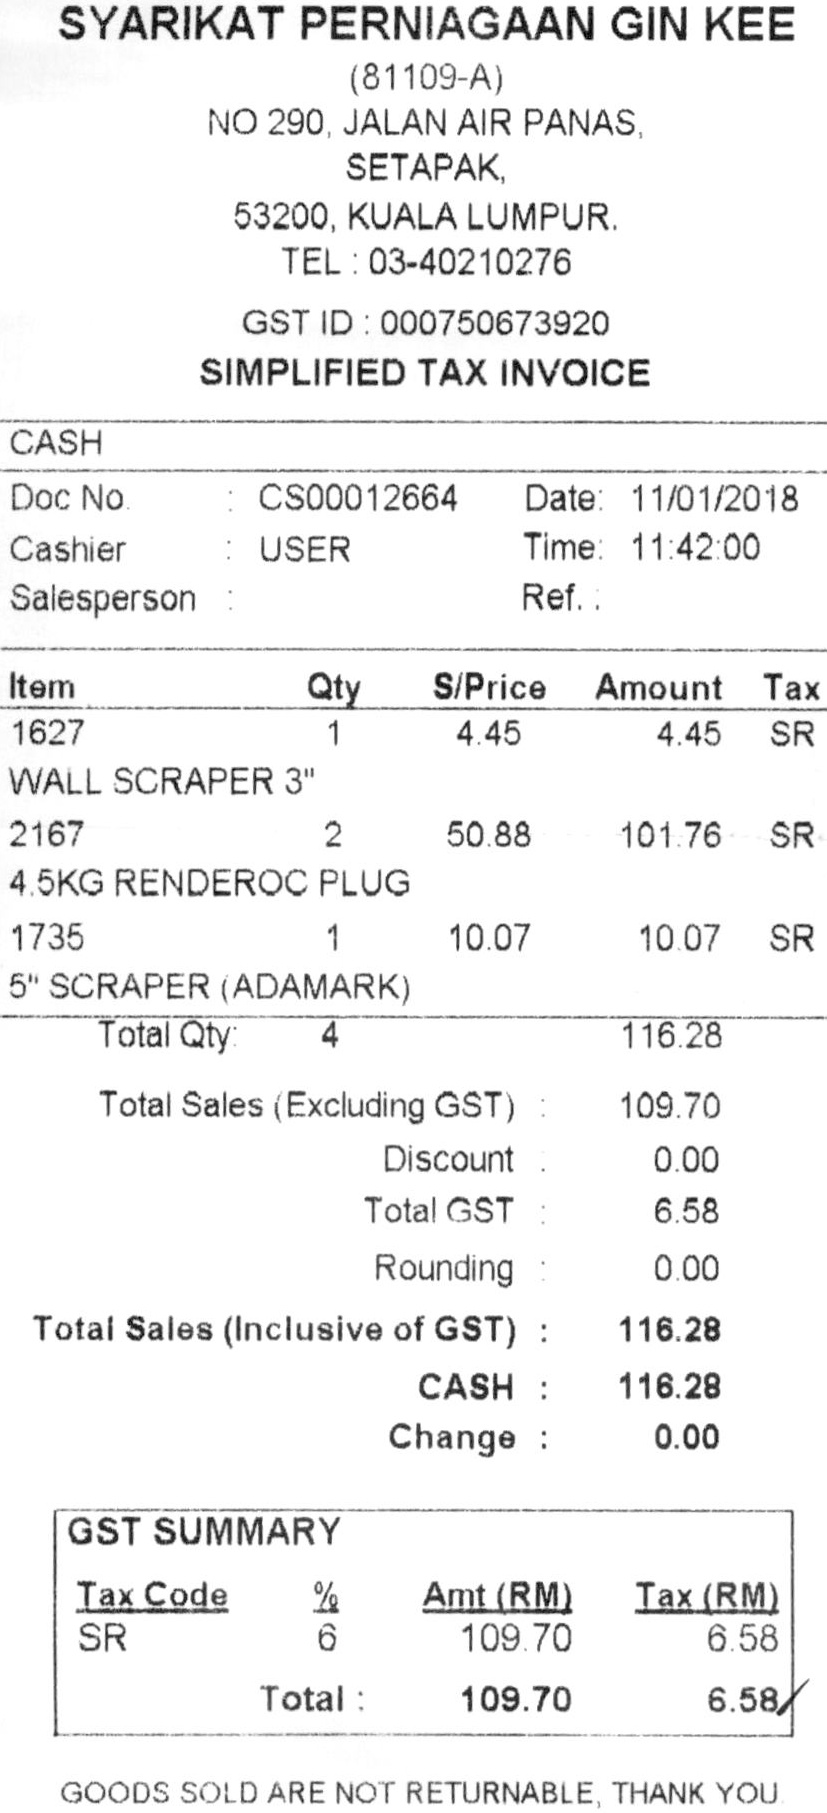 SYARIKAT PERNIAGAAN GIN KEE
(81109-A)
NO 290, JALAN AIR PANAS,
SETAPAK,
53200, KUALA LUMPUR.
TEL : 03-40210276
GST ID : 000750673920
SIMPLIFIED TAX INVOICE
CASH
Doc No. : CS00012664 Date: 11/01/2018
Cashier : USER Time: 11:42:00
Salesperson : Ref. :
Item Qty S/Price Amount Tax
1627 1 4.45 4.45 SR
WALL SCRAPER 3"
2167 2 50.88 101.76 SR
4.5KG RENDEROC PLUG
1735 1 10.07 10.07 SR
5" SCRAPER (ADAMARK)
Total Qty: 4 116.28
Total Sales (Excluding GST) : 109.70
Discount : 0.00
Total GST : 6.58
Rounding : 0.00
Total Sales (Inclusive of GST) : 116.28
CASH : 116.28
Change : 0.00
GST SUMMARY
Tax Code % Amt (RM) Tax (RM)
SR 6 109.70 6.58
Total : 109.70 6.58
GOODS SOLD ARE NOT RETURNABLE, THANK YOU.